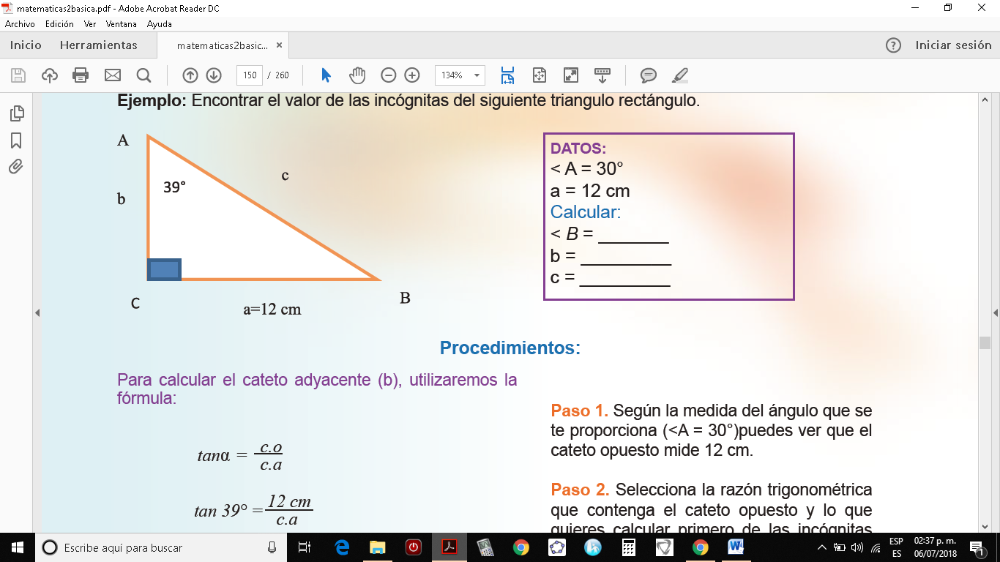 matematicas2basica.pdf - Adobe Acrobat Reader DC
Archivo Edición Ver Ventana Ayuda
Inicio Herramientas matematicas2basic... × ? Iniciar sesión
150 / 260 134%
Ejemplo: Encontrar el valor de las incógnitas del siguiente triangulo rectángulo.
A
39°
c
b
C
a=12 cm
B
DATOS:
< A = 30°
a = 12 cm
Calcular:
< B = _______
b = _________
c = _________
Procedimientos:
Para calcular el cateto adyacente (b), utilizaremos la
fórmula:
tanα = c.o
c.a
tan 39° = 12 cm
c.a
Paso 1. Según la medida del ángulo que se
te proporciona (<A = 30°)puedes ver que el
cateto opuesto mide 12 cm.
Paso 2. Selecciona la razón trigonométrica
que contenga el cateto opuesto y lo que
quieres calcular primero de las incógnitas
Escribe aquí para buscar
ESP 02:37 p. m.
ES 06/07/2018 1